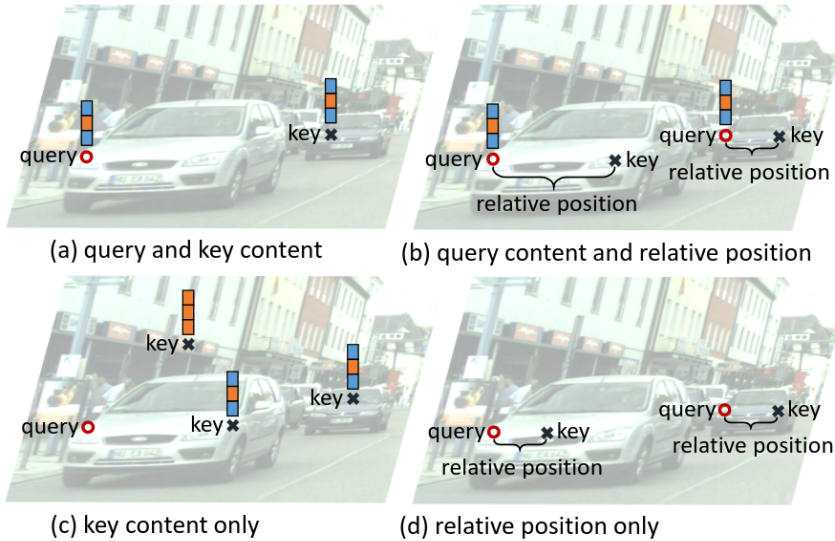 query
key
(a) query and key content
query
key
relative position
query
key
relative position
(b) query content and relative position
key
key
key
query
(c) key content only
query
key
relative position
query
key
relative position
(d) relative position only